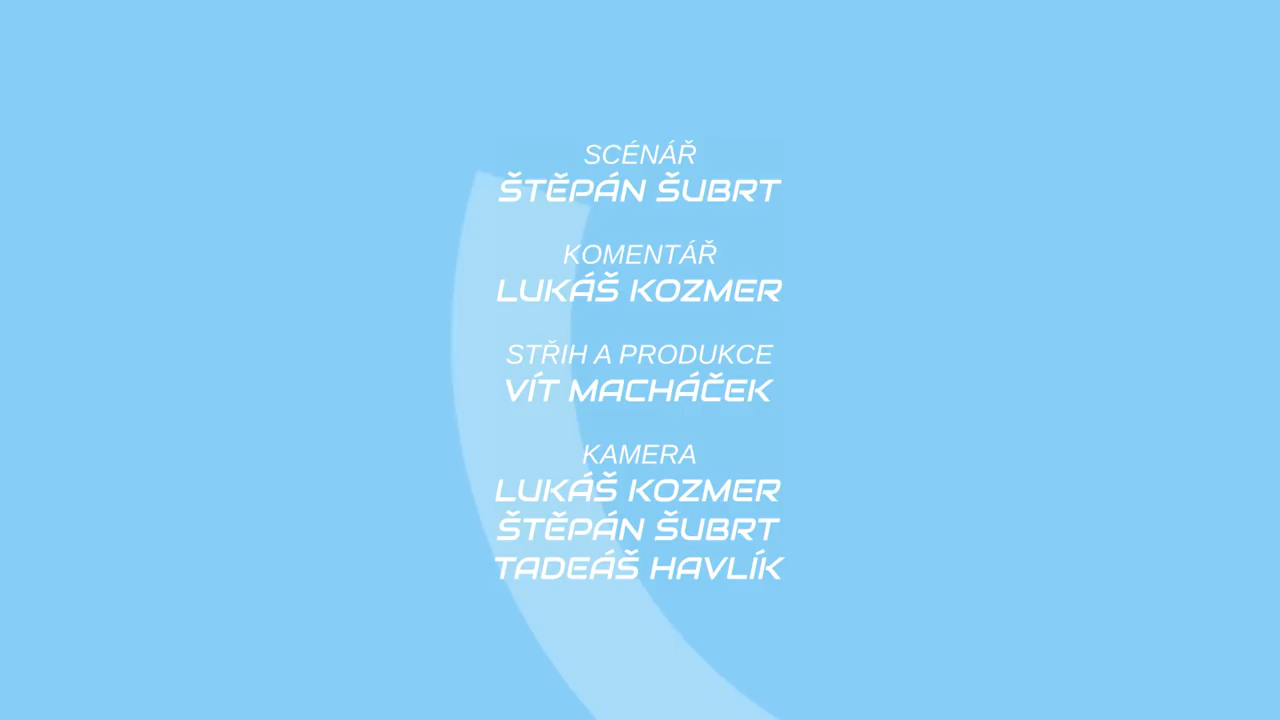 SCÉNÁŘ
ŠTĚPÁN ŠUBRT
KOMENTÁŘ
LUKÁŠ KOZMER
STŘIH A PRODUKCE
VÍT MACHÁČEK
KAMERA
LUKÁŠ KOZMER
ŠTĚPÁN ŠUBRT
TADEÁŠ HAVLÍK